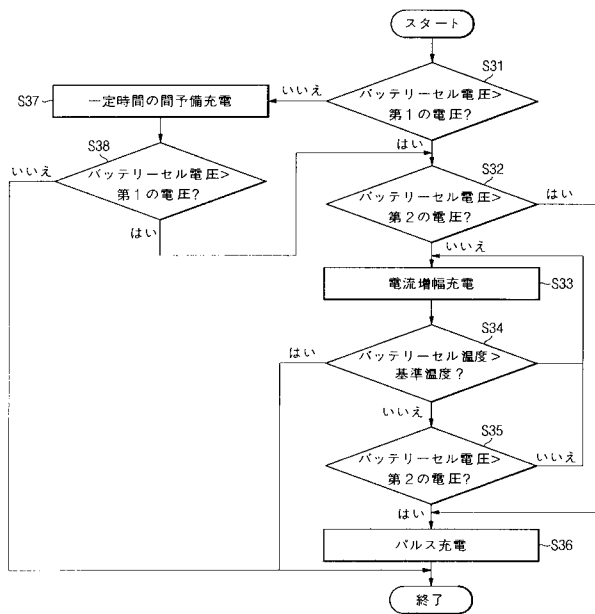 スタート
S31
バッテリーセル電圧>
第1の電圧?
いいえ
はい
S37
一定時間の間予備充電
S38
バッテリーセル電圧>
第1の電圧?
いいえ
はい
S32
バッテリーセル電圧>
第2の電圧?
はい
いいえ
電流増幅充電
S33
S34
バッテリーセル温度>
基準温度?
はい
いいえ
S35
バッテリーセル電圧>
第2の電圧?
いいえ
はい
パルス充電
S36
終了